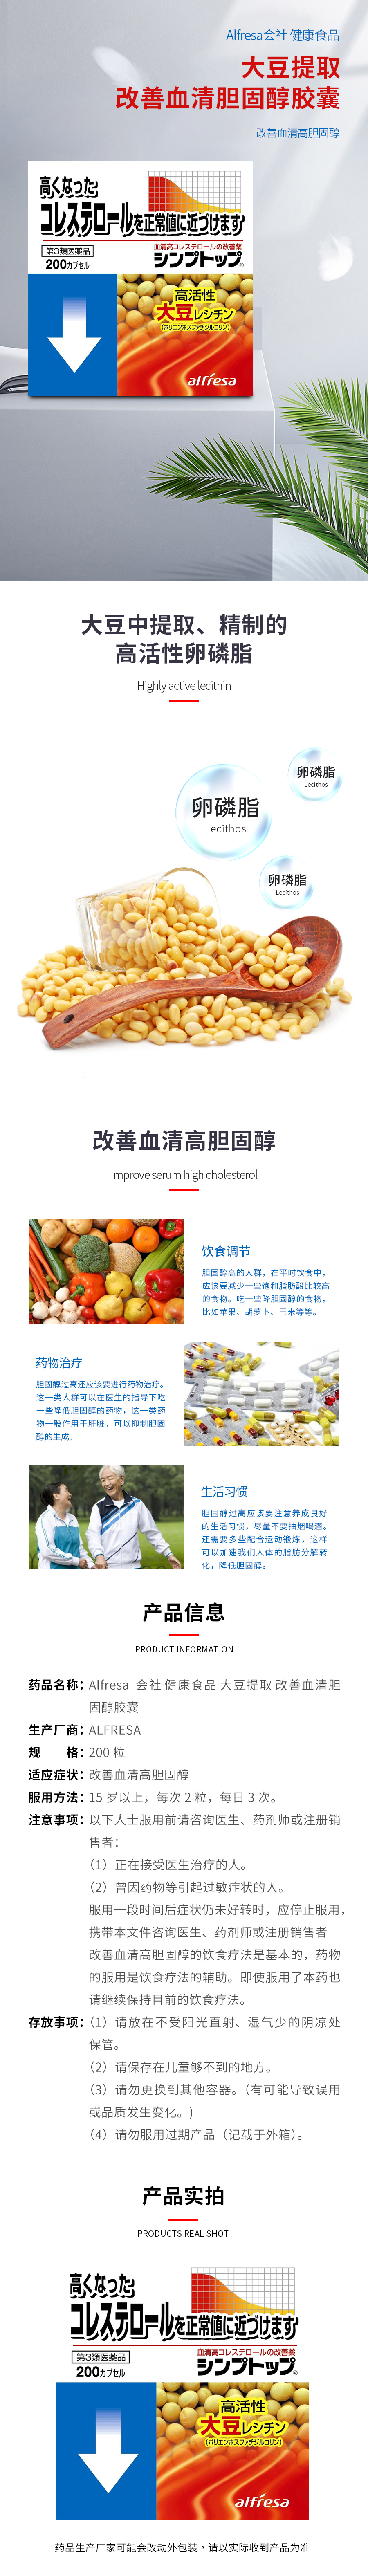 Alfresa会社 健康食品
大豆提取
改善血清胆固醇胶囊
改善血清高胆固醇
高くなった
コレステロールを正常値に近づけます
血清高コレステロールの改善薬
第3類医薬品
シンプトップ®
200カプセル
高活性
大豆レシチン
(ポリエンホスファチジルコリン)
alfresa
大豆中提取、精制的
高活性卵磷脂
Highly active lecithin
卵磷脂
Lecithos
卵磷脂
Lecithos
卵磷脂
Lecithos
改善血清高胆固醇
Improve serum high cholesterol
饮食调节
胆固醇高的人群，在平时饮食中，
应该要减少一些饱和脂肪酸比较高
的食物。吃一些降胆固醇的食物，
比如苹果、胡萝卜、玉米等等。
药物治疗
胆固醇过高还应该要进行药物治疗。
这一类人群可以在医生的指导下吃
一些降低胆固醇的药物，这一类药
物一般作用于肝脏，可以抑制胆固
醇的生成。
生活习惯
胆固醇过高应该要注意养成良好
的生活习惯，尽量不要抽烟喝酒。
还需要多些配合运动锻炼，这样
可以加速我们人体的脂肪分解转
化，降低胆固醇。
产品信息
PRODUCT INFORMATION
药品名称：Alfresa 会社 健康食品 大豆提取 改善血清胆
固醇胶囊
生产厂商：ALFRESA
规 格：200 粒
适应症状：改善血清高胆固醇
服用方法：15 岁以上，每次 2 粒，每日 3 次。
注意事项：以下人士服用前请咨询医生、药剂师或注册销
售者：
（1）正在接受医生治疗的人。
（2）曾因药物等引起过敏症状的人。
服用一段时间后症状仍未好转时，应停止服用，
携带本文件咨询医生、药剂师或注册销售者
改善血清高胆固醇的饮食疗法是基本的，药物
的服用是饮食疗法的辅助。即使服用了本药也
请继续保持目前的饮食疗法。
存放事项：（1）请放在不受阳光直射、湿气少的阴凉处
保管。
（2）请保存在儿童够不到的地方。
（3）请勿更换到其他容器。（有可能导致误用
或品质发生变化。)
（4）请勿服用过期产品（记载于外箱）。
产品实拍
PRODUCTS REAL SHOT
高くなった
コレステロールを正常値に近づけます
血清高コレステロールの改善薬
第3類医薬品
シンプトップ®
200カプセル
高活性
大豆レシチン
(ポリエンホスファチジルコリン)
alfresa
药品生产厂家可能会改动外包装，请以实际收到产品为准